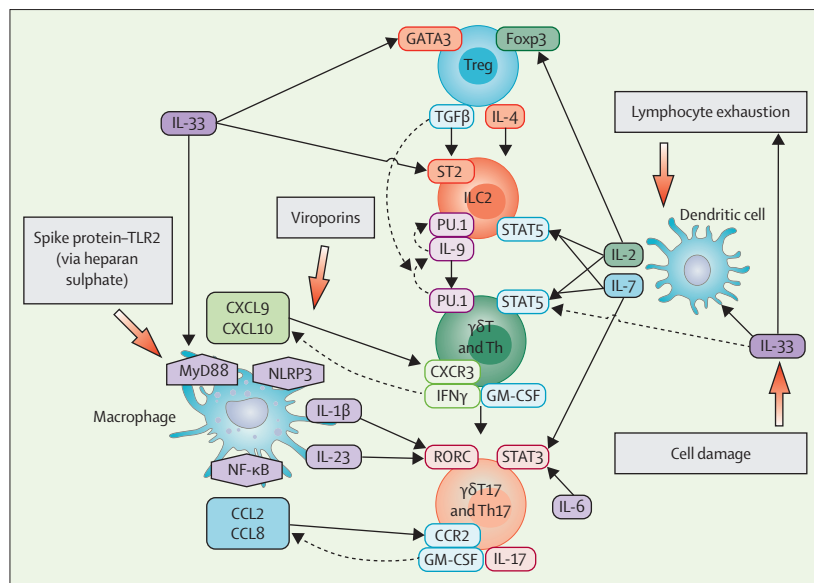 GATA3
Foxp3
Treg
TGFβ
IL-4
IL-33
Lymphocyte exhaustion
ST2
ILC2
Dendritic cell
Viroporins
Spike protein–TLR2
(via heparan
sulphate)
PU.1
STAT5
IL-9
IL-2
IL-7
PU.1
STAT5
CXCL9
CXCL10
γδT
and Th
IL-33
MyD88
NLRP3
CXCR3
IFNγ
GM-CSF
Macrophage
IL-1β
IL-23
NF-κB
RORC
STAT3
Cell damage
γδT17
and Th17
IL-6
CCL2
CCL8
CCR2
GM-CSF
IL-17